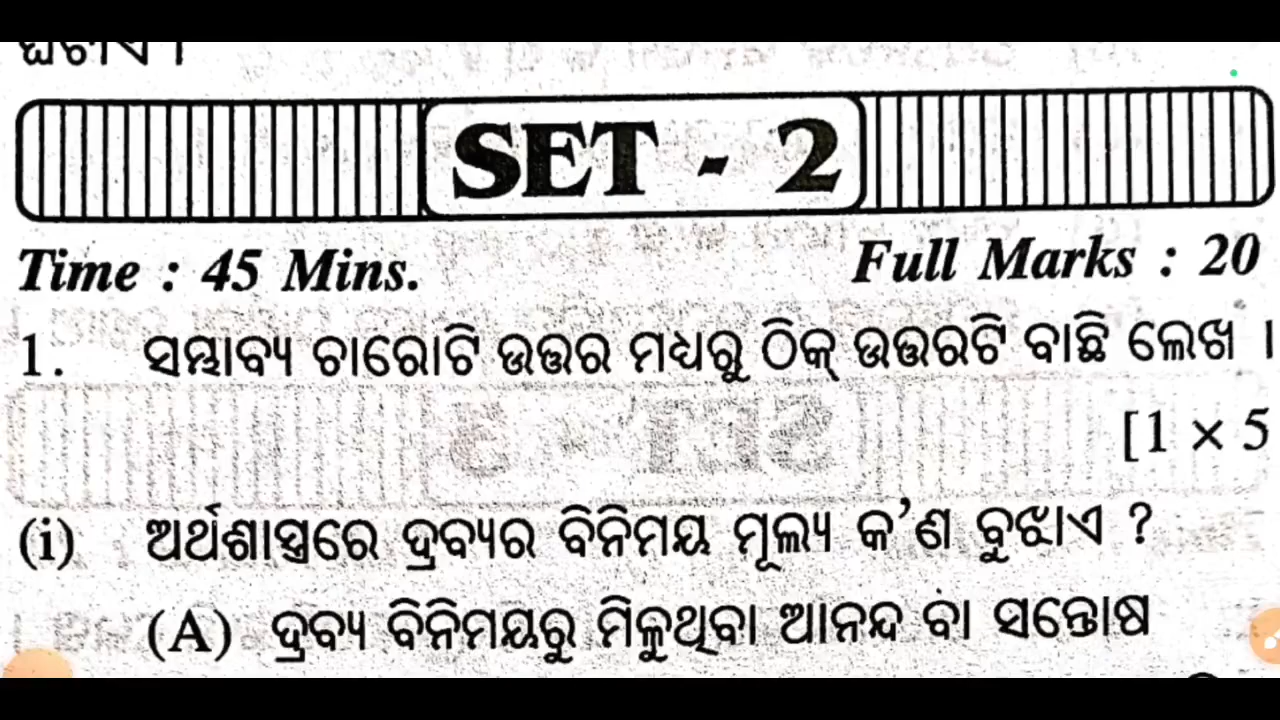 SET - 2
Time : 45 Mins.
Full Marks : 20
1. ସମ୍ଭାବ୍ୟ ଚାରୋଟି ଉତ୍ତର ମଧ୍ୟରୁ ଠିକ୍ ଉତ୍ତରଟି ବାଛି ଲେଖ ।
[1 × 5
(i) ଅର୍ଥଶାସ୍ତ୍ରରେ ଦ୍ରବ୍ୟର ବିନିମୟ ମୂଲ୍ୟ କ’ଣ ବୁଝାଏ ?
(A) ଦ୍ରବ୍ୟ ବିନିମୟରୁ ମିଳୁଥିବା ଆନନ୍ଦ ବା ସନ୍ତୋଷ